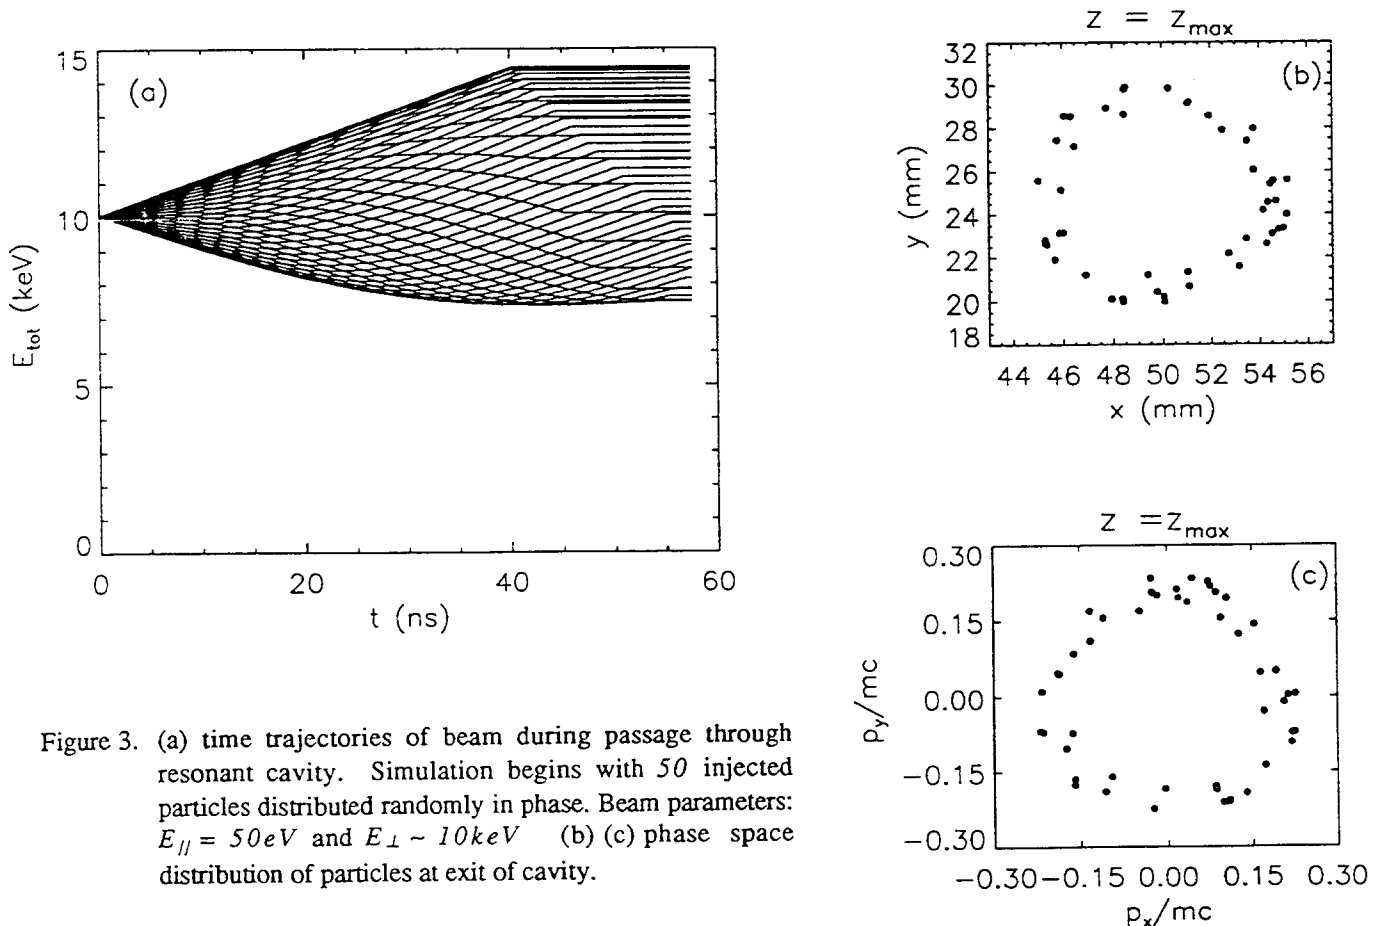 (a)
15
10
5
0
E_tot (keV)
0 20 40 60
t (ns)
z = z_max
(b)
32
30
28
26
24
22
20
18
y (mm)
44 46 48 50 52 54 56
x (mm)
z =z_max
(c)
0.30
0.15
0.00
−0.15
−0.30
p_y/mc
−0.30 −0.15 0.00 0.15 0.30
p_x/mc
Figure 3. (a) time trajectories of beam during passage through
resonant cavity. Simulation begins with 50 injected
particles distributed randomly in phase. Beam parameters:
E_// = 50eV and E_⊥ ~ 10keV (b) (c) phase space
distribution of particles at exit of cavity.